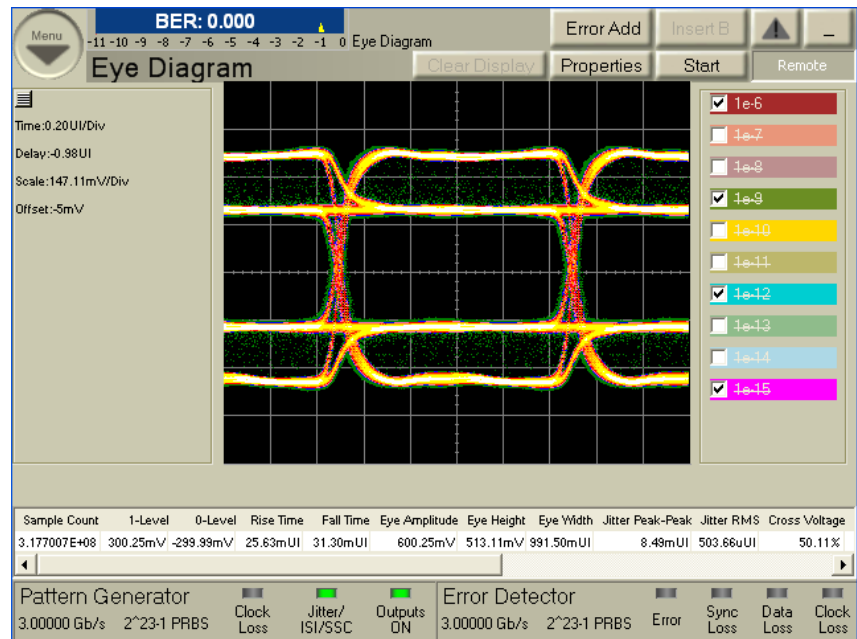 Menu
BER: 0.000
-11 -10 -9 -8 -7 -6 -5 -4 -3 -2 -1 0 Eye Diagram
Error Add
Insert B
Eye Diagram
Clear Display
Properties
Start
Remote
Time:0.20UI/Div
Delay:-0.98UI
Scale:147.11mV/Div
Offset:-5mV
1e-6
1e-7
1e-8
1e-9
1e-10
1e-11
1e-12
1e-13
1e-14
1e-15
Sample Count 1-Level 0-Level Rise Time Fall Time Eye Amplitude Eye Height Eye Width Jitter Peak-Peak Jitter RMS Cross Voltage
3.177007E+08 300.25mV -299.99mV 25.63mUI 31.30mUI 600.25mV 513.11mV 991.50mUI 8.49mUI 503.66uUI 50.11%
Pattern Generator
3.00000 Gb/s 2^23-1 PRBS
Clock Loss
Jitter/ ISI/SSC
Outputs ON
Error Detector
3.00000 Gb/s 2^23-1 PRBS
Error
Sync Loss
Data Loss
Clock Loss